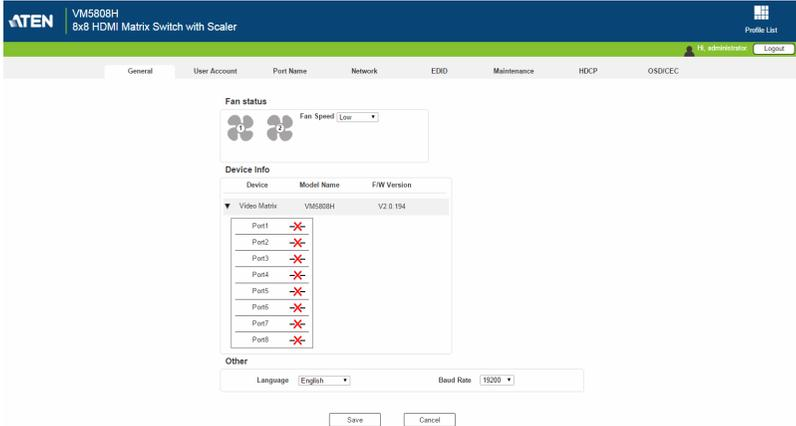 ATEN
VM5808H
8x8 HDMI Matrix Switch with Scaler
Profile List
Hi, administrator Logout
General User Account Port Name Network EDID Maintenance HDCP OSD/CEC
Fan status
1 2 Fan Speed Low
Device Info
Device Model Name F/W Version
Video Matrix VM5808H V2.0.194
Port1
Port2
Port3
Port4
Port5
Port6
Port7
Port8
Other
Language English Baud Rate 19200
Save Cancel